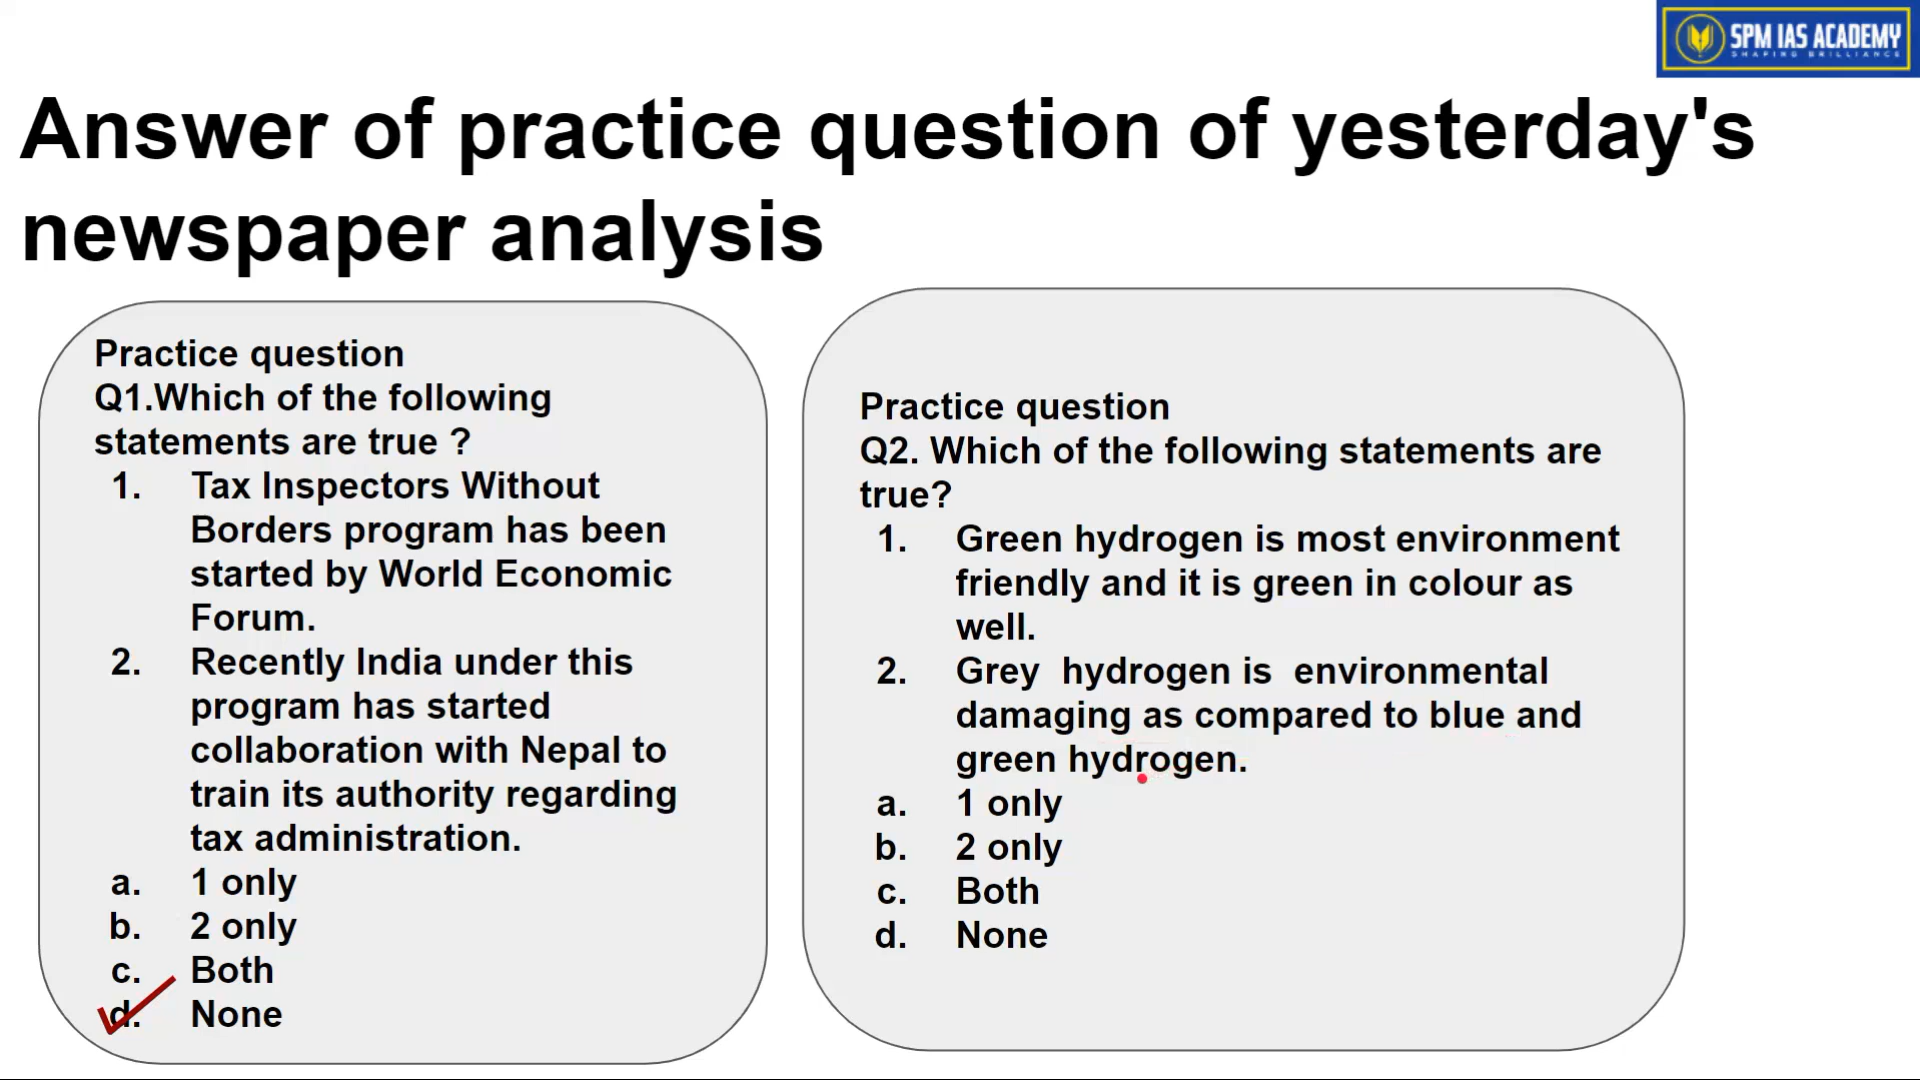 SPM IAS ACADEMY
SHAPING BRILLIANCE
Answer of practice question of yesterday's
newspaper analysis
Practice question
Q1.Which of the following
statements are true ?
1. Tax Inspectors Without
Borders program has been
started by World Economic
Forum.
2. Recently India under this
program has started
collaboration with Nepal to
train its authority regarding
tax administration.
a. 1 only
b. 2 only
c. Both
d. None
Practice question
Q2. Which of the following statements are
true?
1. Green hydrogen is most environment
friendly and it is green in colour as
well.
2. Grey hydrogen is environmental
damaging as compared to blue and
green hydrogen.
a. 1 only
b. 2 only
c. Both
d. None